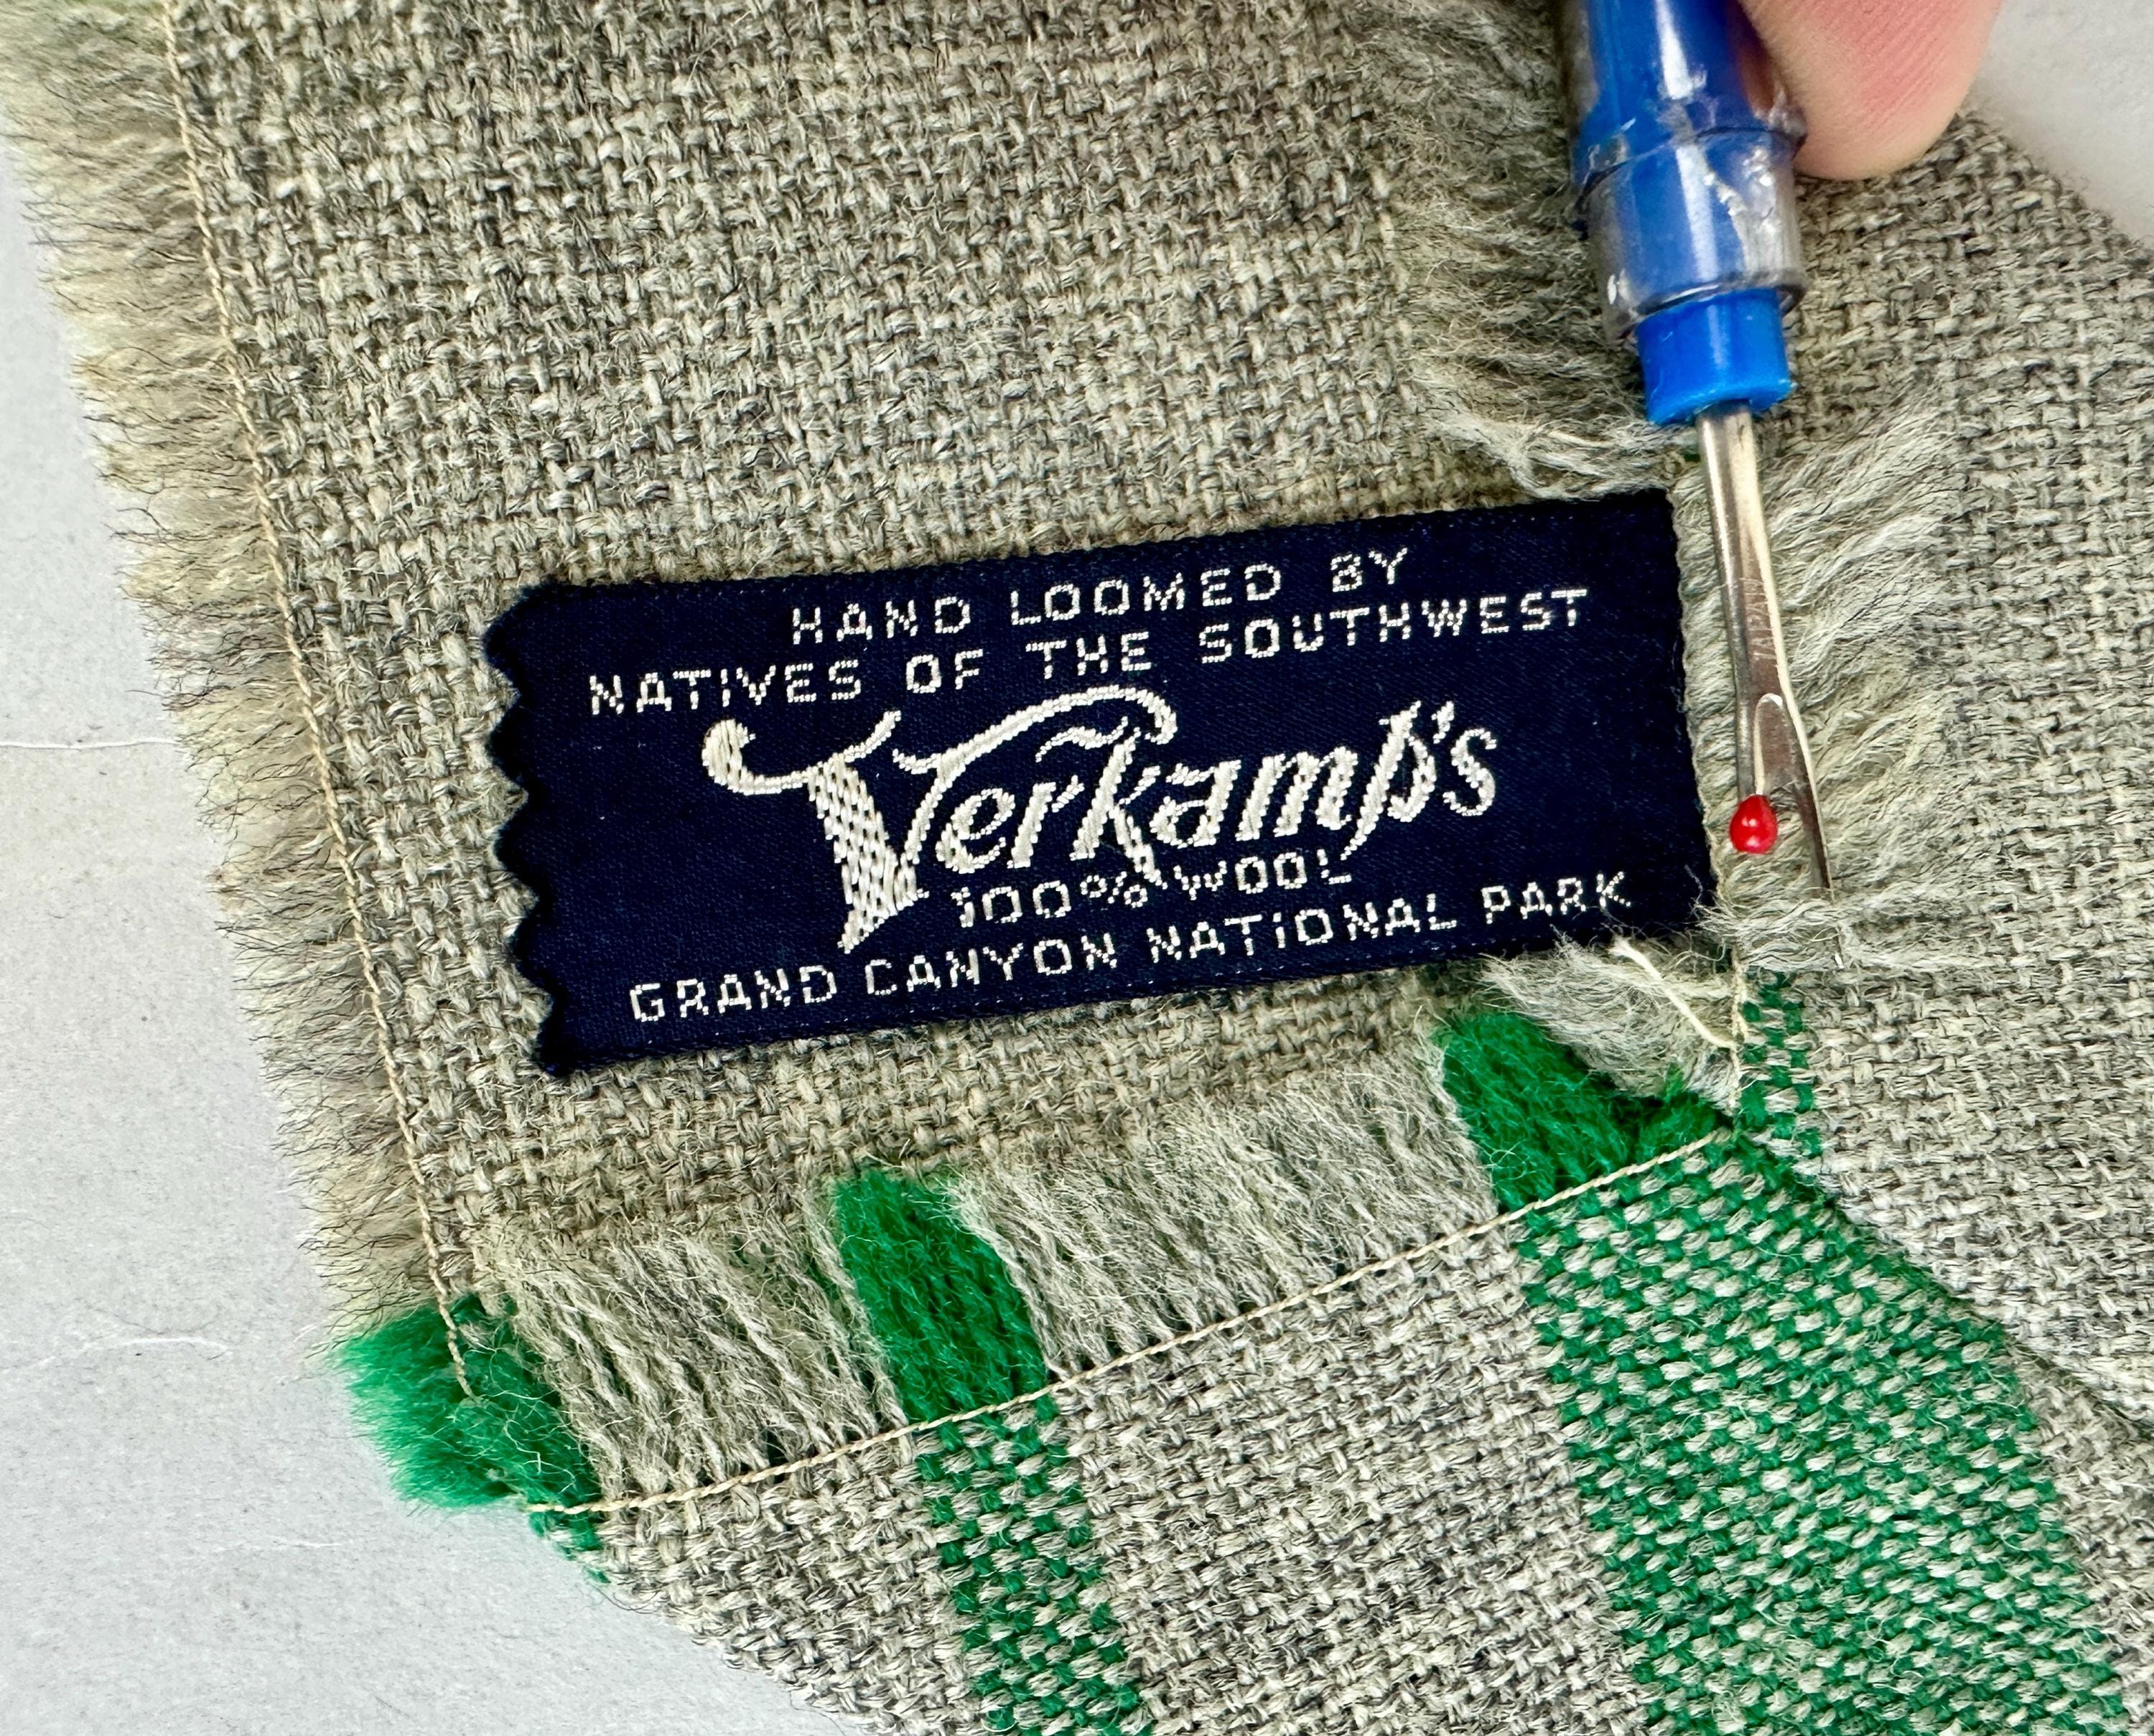 HAND LOOMED BY
NATIVES OF THE SOUTHWEST
Verkamp's
100% WOOL
GRAND CANYON NATIONAL PARK